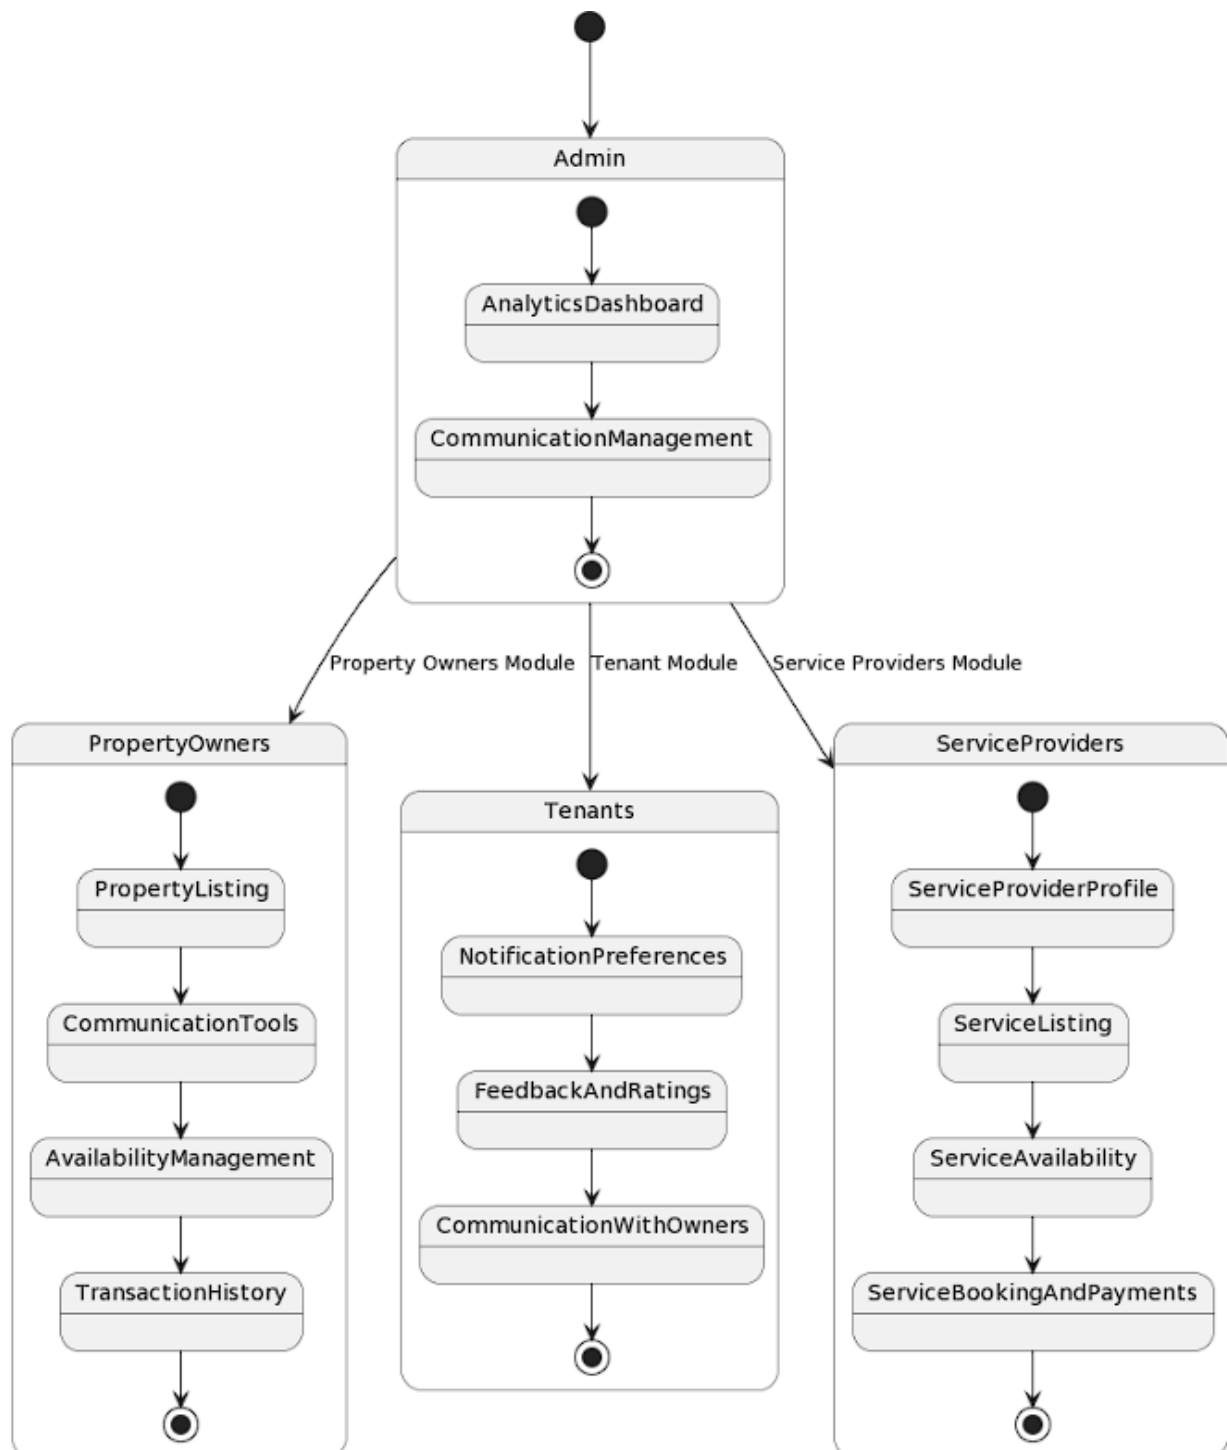 Admin
AnalyticsDashboard
CommunicationManagement
Property Owners Module
Tenant Module
Service Providers Module
PropertyOwners
PropertyListing
CommunicationTools
AvailabilityManagement
TransactionHistory
Tenants
NotificationPreferences
FeedbackAndRatings
CommunicationWithOwners
ServiceProviders
ServiceProviderProfile
ServiceListing
ServiceAvailability
ServiceBookingAndPayments